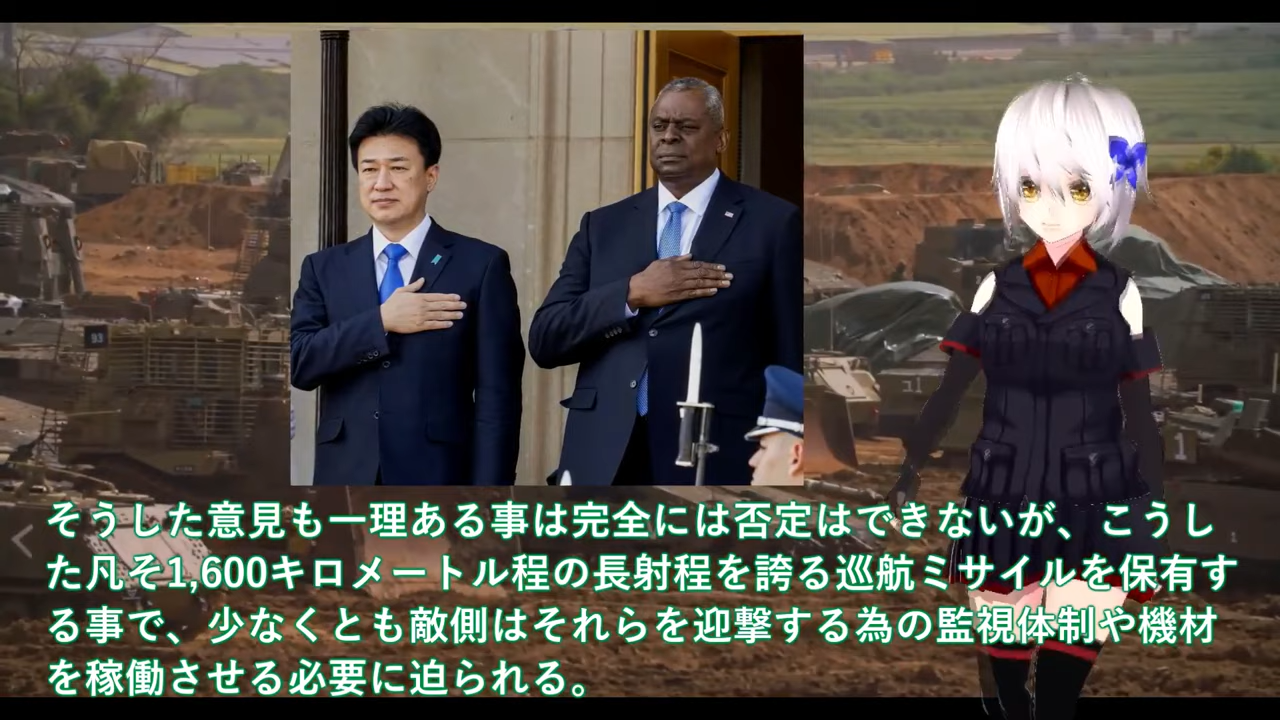 93
1
1
そうした意見も一理ある事は完全には否定はできないが、こうし
た凡そ1,600キロメートル程の長射程を誇る巡航ミサイルを保有す
る事で、少なくとも敵側はそれらを迎撃する為の監視体制や機材
を稼働させる必要に迫られる。